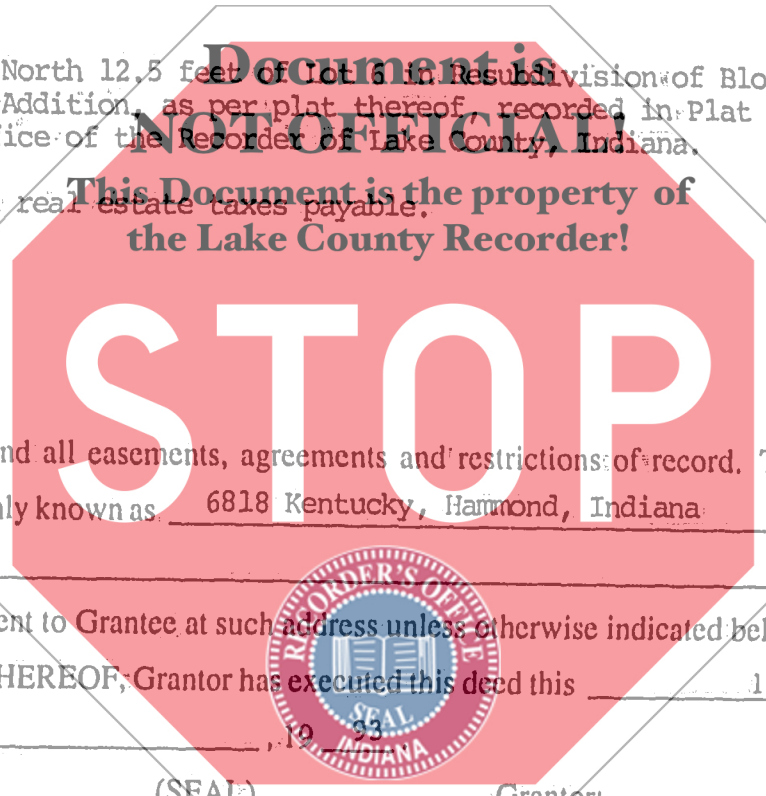 Document is
North 12.5 feet of Lot 6 in Resubdivision of Blo
Addition, as per plat thereof, recorded in Plat
NOT OFFICIAL!
ice of the Recorder of Lake County, Indiana.
This Document is the property of
real estate taxes payable.
the Lake County Recorder!
STOP
nd all easements, agreements and restrictions of record. T
ly known as 6818 Kentucky, Hammond, Indiana
ent to Grantee at such address unless otherwise indicated bel
HEREOF, Grantor has executed this deed this 1
, 19 93 .
RECORDER'S OFFICE
SEAL
INDIANA
(SEAL) Grantor: